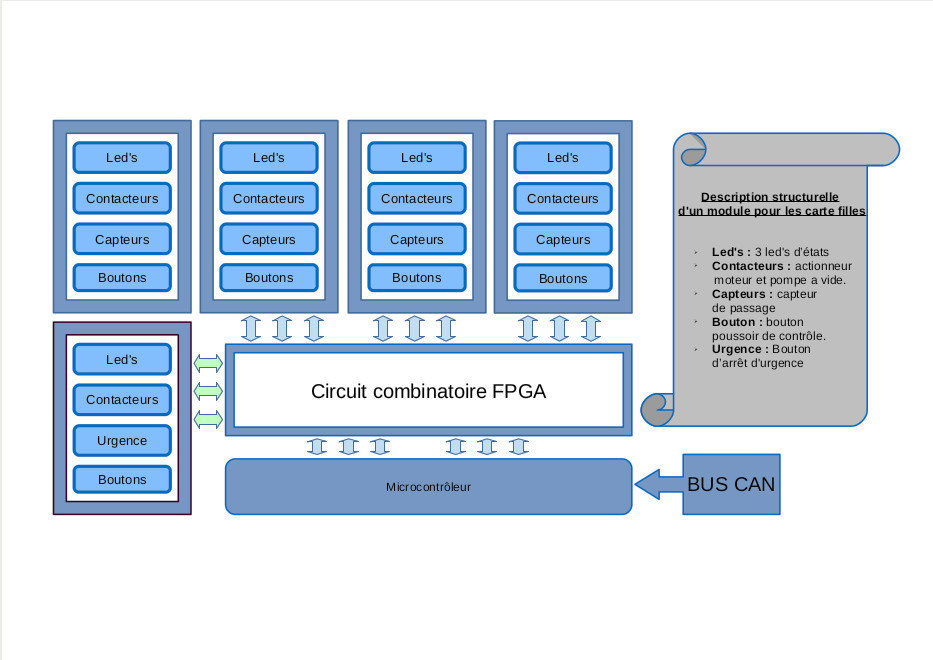 Led's
Contacteurs
Capteurs
Boutons
Led's
Contacteurs
Capteurs
Boutons
Led's
Contacteurs
Capteurs
Boutons
Led's
Contacteurs
Capteurs
Boutons
Description structurelle
d'un module pour les carte filles
Led's : 3 led's d'états
Contacteurs : actionneur
moteur et pompe a vide.
Capteurs : capteur
de passage
Bouton : bouton
poussoir de contrôle.
Urgence : Bouton
d'arrêt d'urgence
Led's
Contacteurs
Urgence
Boutons
Circuit combinatoire FPGA
Microcontrôleur
BUS CAN